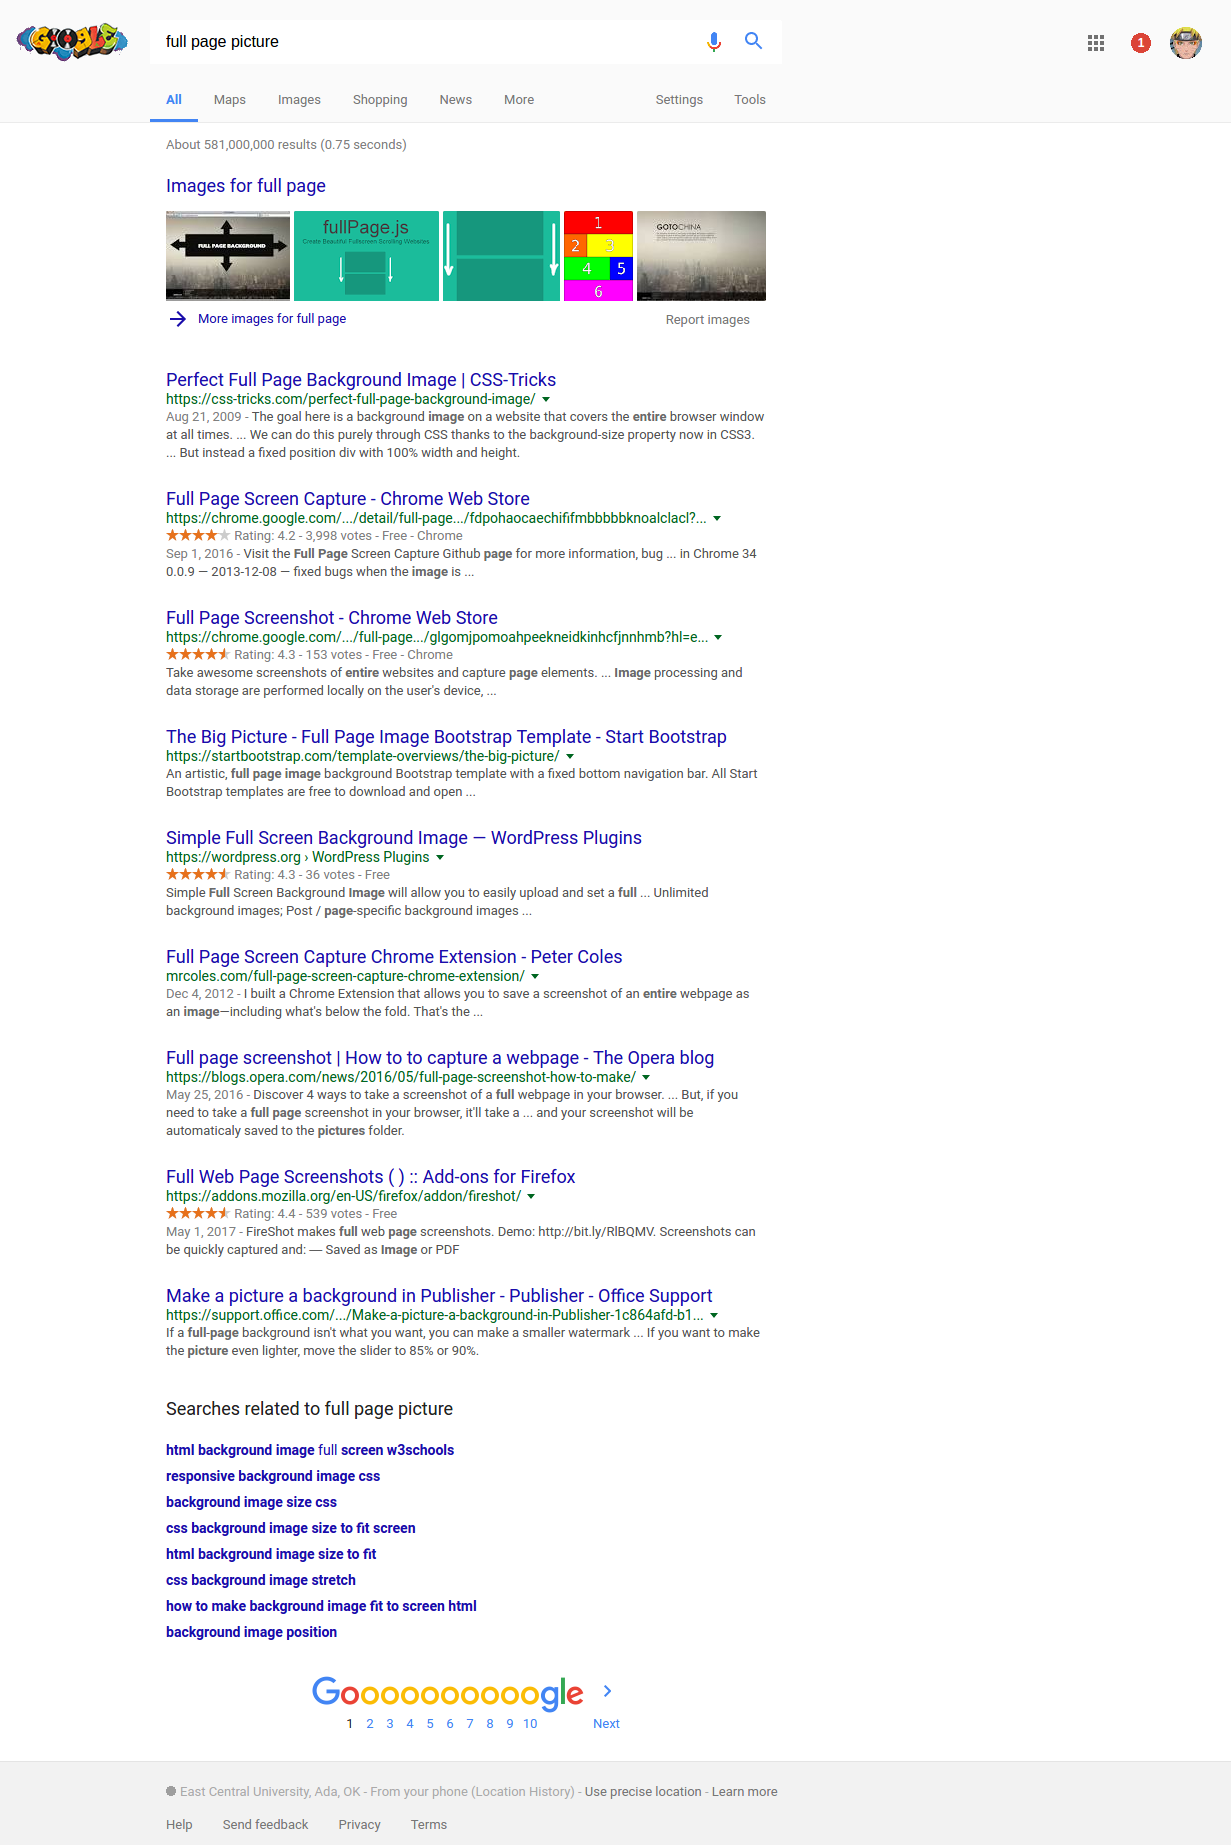 GOOGLE
full page picture
1
All Maps Images Shopping News More Settings Tools
About 581,000,000 results (0.75 seconds)
Images for full page
FULL PAGE BACKGROUND
fullPage.js
Create Beautiful Fullscreen Scrolling Websites
1
2 3
4 5
6
GOTOCHINA
More images for full page
Report images
Perfect Full Page Background Image | CSS-Tricks
https://css-tricks.com/perfect-full-page-background-image/
Aug 21, 2009 - The goal here is a background image on a website that covers the entire browser window
at all times. ... We can do this purely through CSS thanks to the background-size property now in CSS3.
... But instead a fixed position div with 100% width and height.
Full Page Screen Capture - Chrome Web Store
https://chrome.google.com/.../detail/full-page.../fdpohaocaechififmbbbbbknoalclacl?...
Rating: 4.2 - 3,998 votes - Free - Chrome
Sep 1, 2016 - Visit the Full Page Screen Capture Github page for more information, bug ... in Chrome 34
0.0.9 — 2013-12-08 — fixed bugs when the image is ...
Full Page Screenshot - Chrome Web Store
https://chrome.google.com/.../full-page.../glgomjpomoahpeekneidkinhcfjnnhmb?hl=e...
Rating: 4.3 - 153 votes - Free - Chrome
Take awesome screenshots of entire websites and capture page elements. ... Image processing and
data storage are performed locally on the user's device, ...
The Big Picture - Full Page Image Bootstrap Template - Start Bootstrap
https://startbootstrap.com/template-overviews/the-big-picture/
An artistic, full page image background Bootstrap template with a fixed bottom navigation bar. All Start
Bootstrap templates are free to download and open ...
Simple Full Screen Background Image — WordPress Plugins
https://wordpress.org › WordPress Plugins
Rating: 4.3 - 36 votes - Free
Simple Full Screen Background Image will allow you to easily upload and set a full ... Unlimited
background images; Post / page-specific background images ...
Full Page Screen Capture Chrome Extension - Peter Coles
mrcoles.com/full-page-screen-capture-chrome-extension/
Dec 4, 2012 - I built a Chrome Extension that allows you to save a screenshot of an entire webpage as
an image—including what's below the fold. That's the ...
Full page screenshot | How to to capture a webpage - The Opera blog
https://blogs.opera.com/news/2016/05/full-page-screenshot-how-to-make/
May 25, 2016 - Discover 4 ways to take a screenshot of a full webpage in your browser. ... But, if you
need to take a full page screenshot in your browser, it'll take a ... and your screenshot will be
automaticaly saved to the pictures folder.
Full Web Page Screenshots ( ) :: Add-ons for Firefox
https://addons.mozilla.org/en-US/firefox/addon/fireshot/
Rating: 4.4 - 539 votes - Free
May 1, 2017 - FireShot makes full web page screenshots. Demo: http://bit.ly/RlBQMV. Screenshots can
be quickly captured and: — Saved as Image or PDF
Make a picture a background in Publisher - Publisher - Office Support
https://support.office.com/.../Make-a-picture-a-background-in-Publisher-1c864afd-b1...
If a full-page background isn't what you want, you can make a smaller watermark ... If you want to make
the picture even lighter, move the slider to 85% or 90%.
Searches related to full page picture
html background image full screen w3schools
responsive background image css
background image size css
css background image size to fit screen
html background image size to fit
css background image stretch
how to make background image fit to screen html
background image position
Goooooooooogle
1 2 3 4 5 6 7 8 9 10 Next
East Central University, Ada, OK - From your phone (Location History) - Use precise location - Learn more
Help Send feedback Privacy Terms